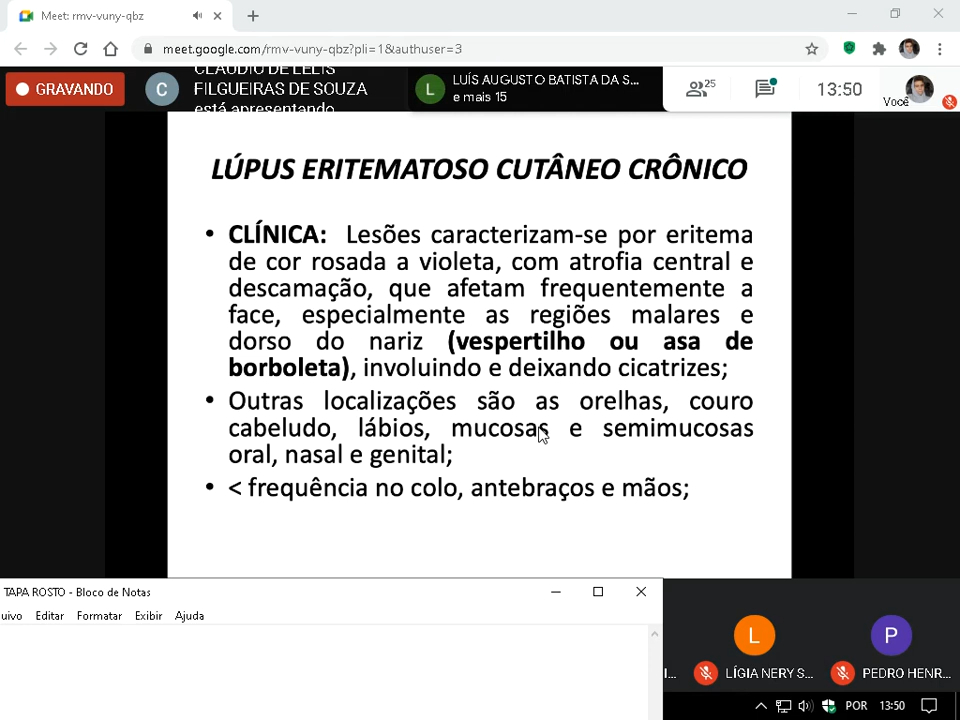 Meet: rmv-vuny-qbz
meet.google.com/rmv-vuny-qbz?pli=1&authuser=3
GRAVANDO
C
CLAUDIO DE LELIS
FILGUEIRAS DE SOUZA
está apresentando
L
LUÍS AUGUSTO BATISTA DA S...
e mais 15
25
13:50
Você
LÚPUS ERITEMATOSO CUTÂNEO CRÔNICO
• CLÍNICA: Lesões caracterizam-se por eritema
de cor rosada a violeta, com atrofia central e
descamação, que afetam frequentemente a
face, especialmente as regiões malares e
dorso do nariz (vespertilho ou asa de
borboleta), involuindo e deixando cicatrizes;
• Outras localizações são as orelhas, couro
cabeludo, lábios, mucosas e semimucosas
oral, nasal e genital;
• < frequência no colo, antebraços e mãos;
TAPA ROSTO - Bloco de Notas
uivo Editar Formatar Exibir Ajuda
L
P
I...
LÍGIA NERY S...
PEDRO HENR...
POR
13:50